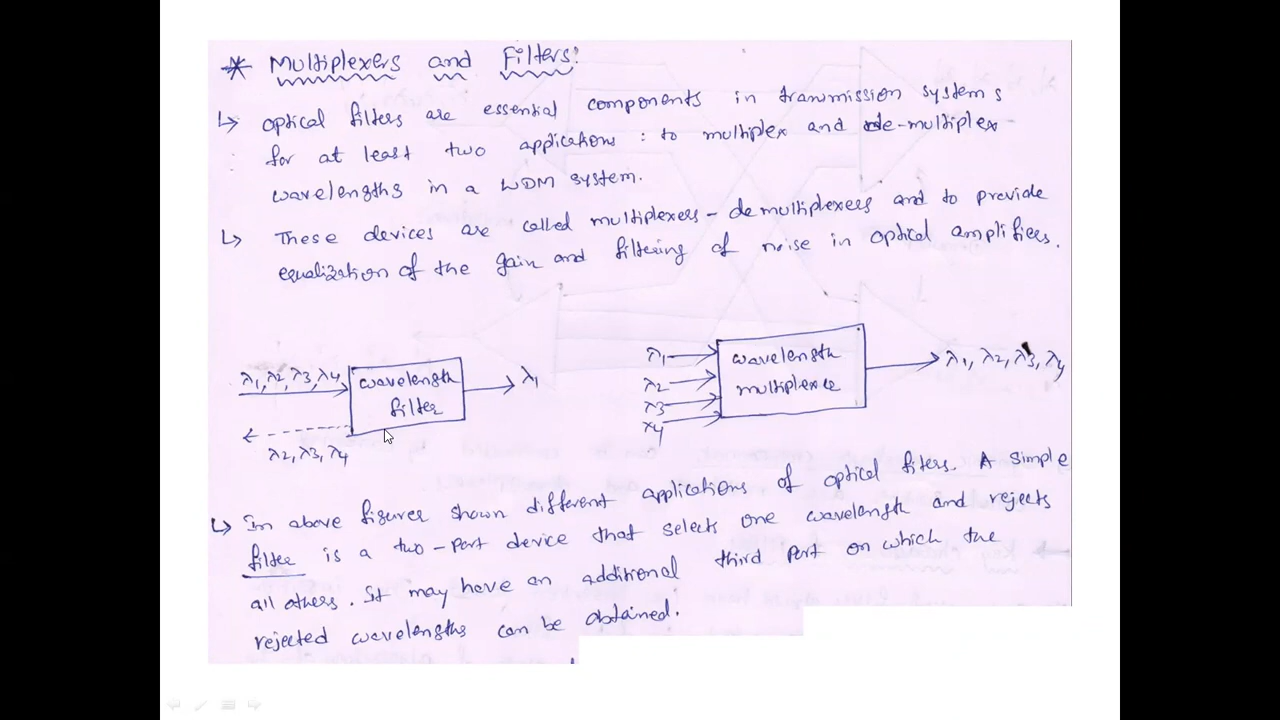 * Multiplexers and Filters:
↳ optical filters are essential components in transmission systems
for at least two applications : to multiplex and de-multiplex
wavelengths in a WDM system.
↳ These devices are called multiplexers - demultiplexers and to provide
equalization of the gain and filtering of noise in optical amplifiers.
λ1, λ2, λ3, λ4
wavelength
filter
λ1
λ2, λ3, λ4
λ1
λ2
λ3
λ4
wavelength
multiplexer
λ1, λ2, λ3, λ4
↳ In above figures shown different applications of optical fiters. A simple
filter is a two-port device that selects one wavelength and rejects
all others. It may have an additional third port on which the
rejected wavelengths can be obtained.